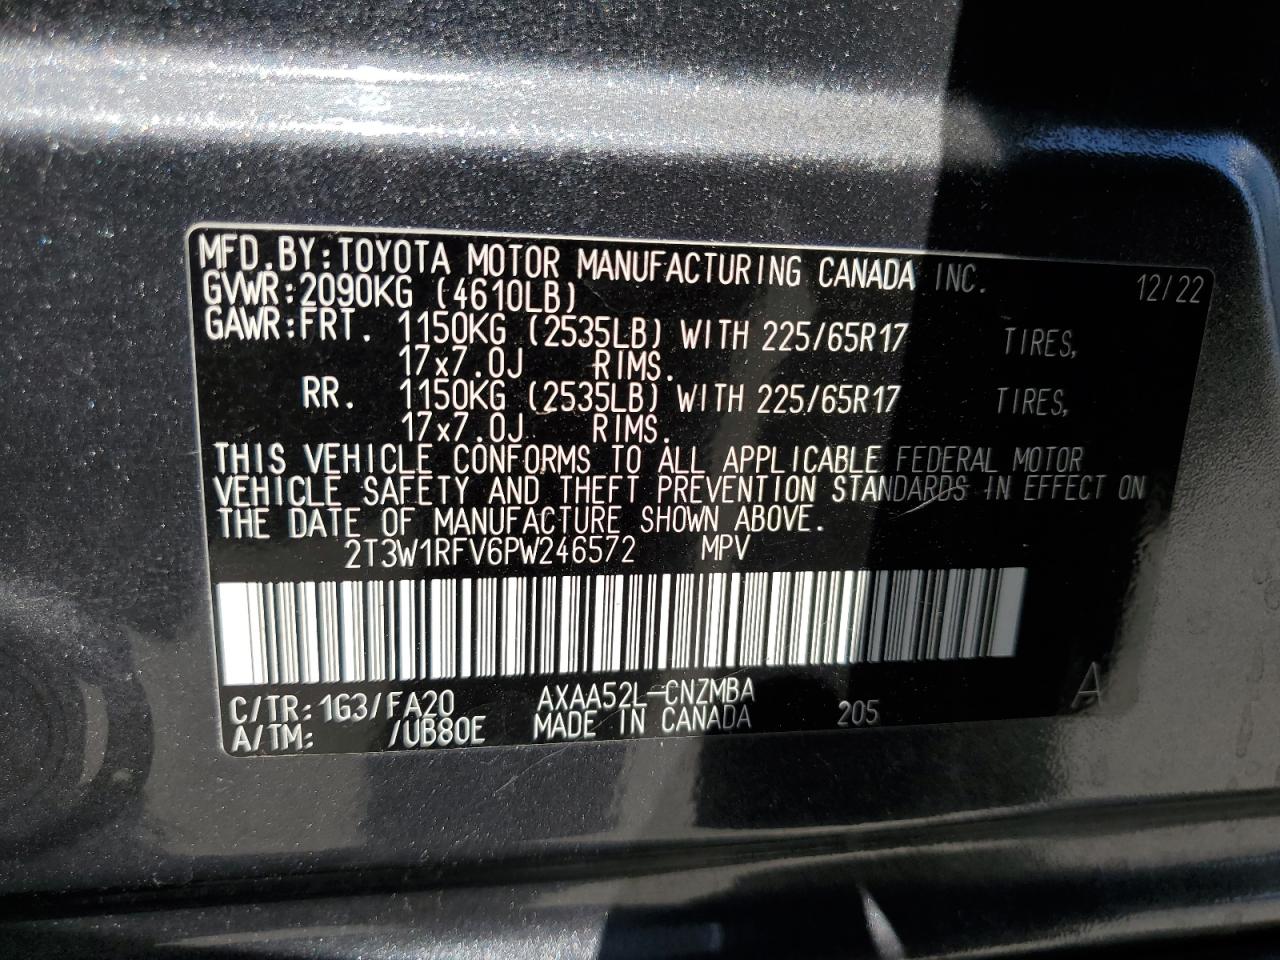 MFD.BY:TOYOTA MOTOR MANUFACTURING CANADA INC. 12/22
GVWR:2090KG (4610LB)
GAWR:FRT. 1150KG (2535LB) WITH 225/65R17 TIRES,
17x7.0J RIMS.
RR. 1150KG (2535LB) WITH 225/65R17 TIRES,
17x7.0J RIMS.
THIS VEHICLE CONFORMS TO ALL APPLICABLE FEDERAL MOTOR
VEHICLE SAFETY AND THEFT PREVENTION STANDARDS IN EFFECT ON
THE DATE OF MANUFACTURE SHOWN ABOVE.
2T3W1RFV6PW246572 MPV
C/TR:1G3/FA20 AXAA52L-CNZMBA A
A/TM: /UB80E MADE IN CANADA 205